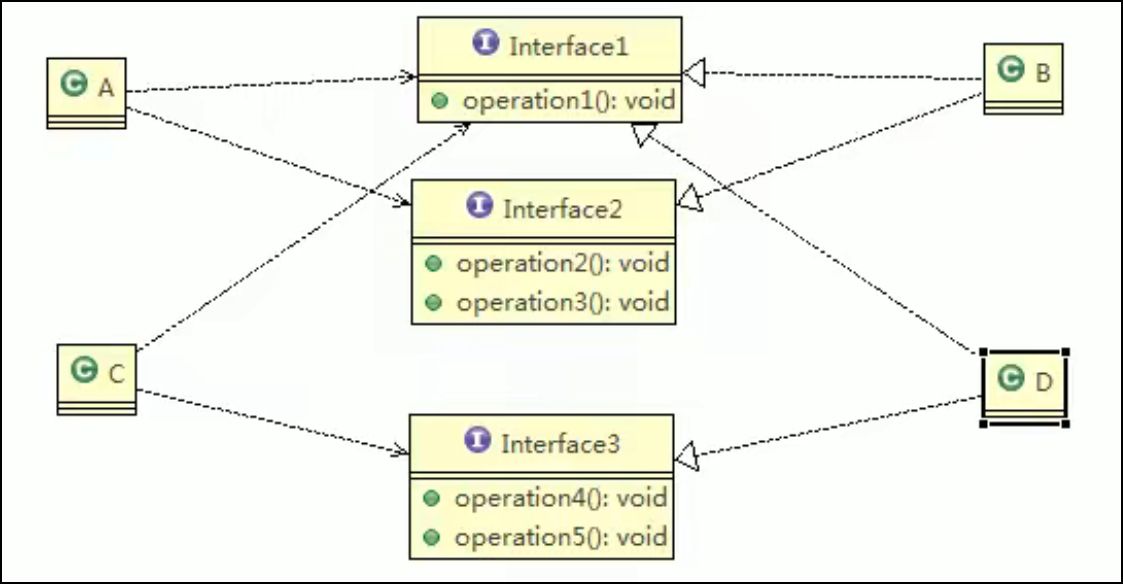 I Interface1
operation1(): void
C A
C B
I Interface2
operation2(): void
operation3(): void
C C
C D
I Interface3
operation4(): void
operation5(): void